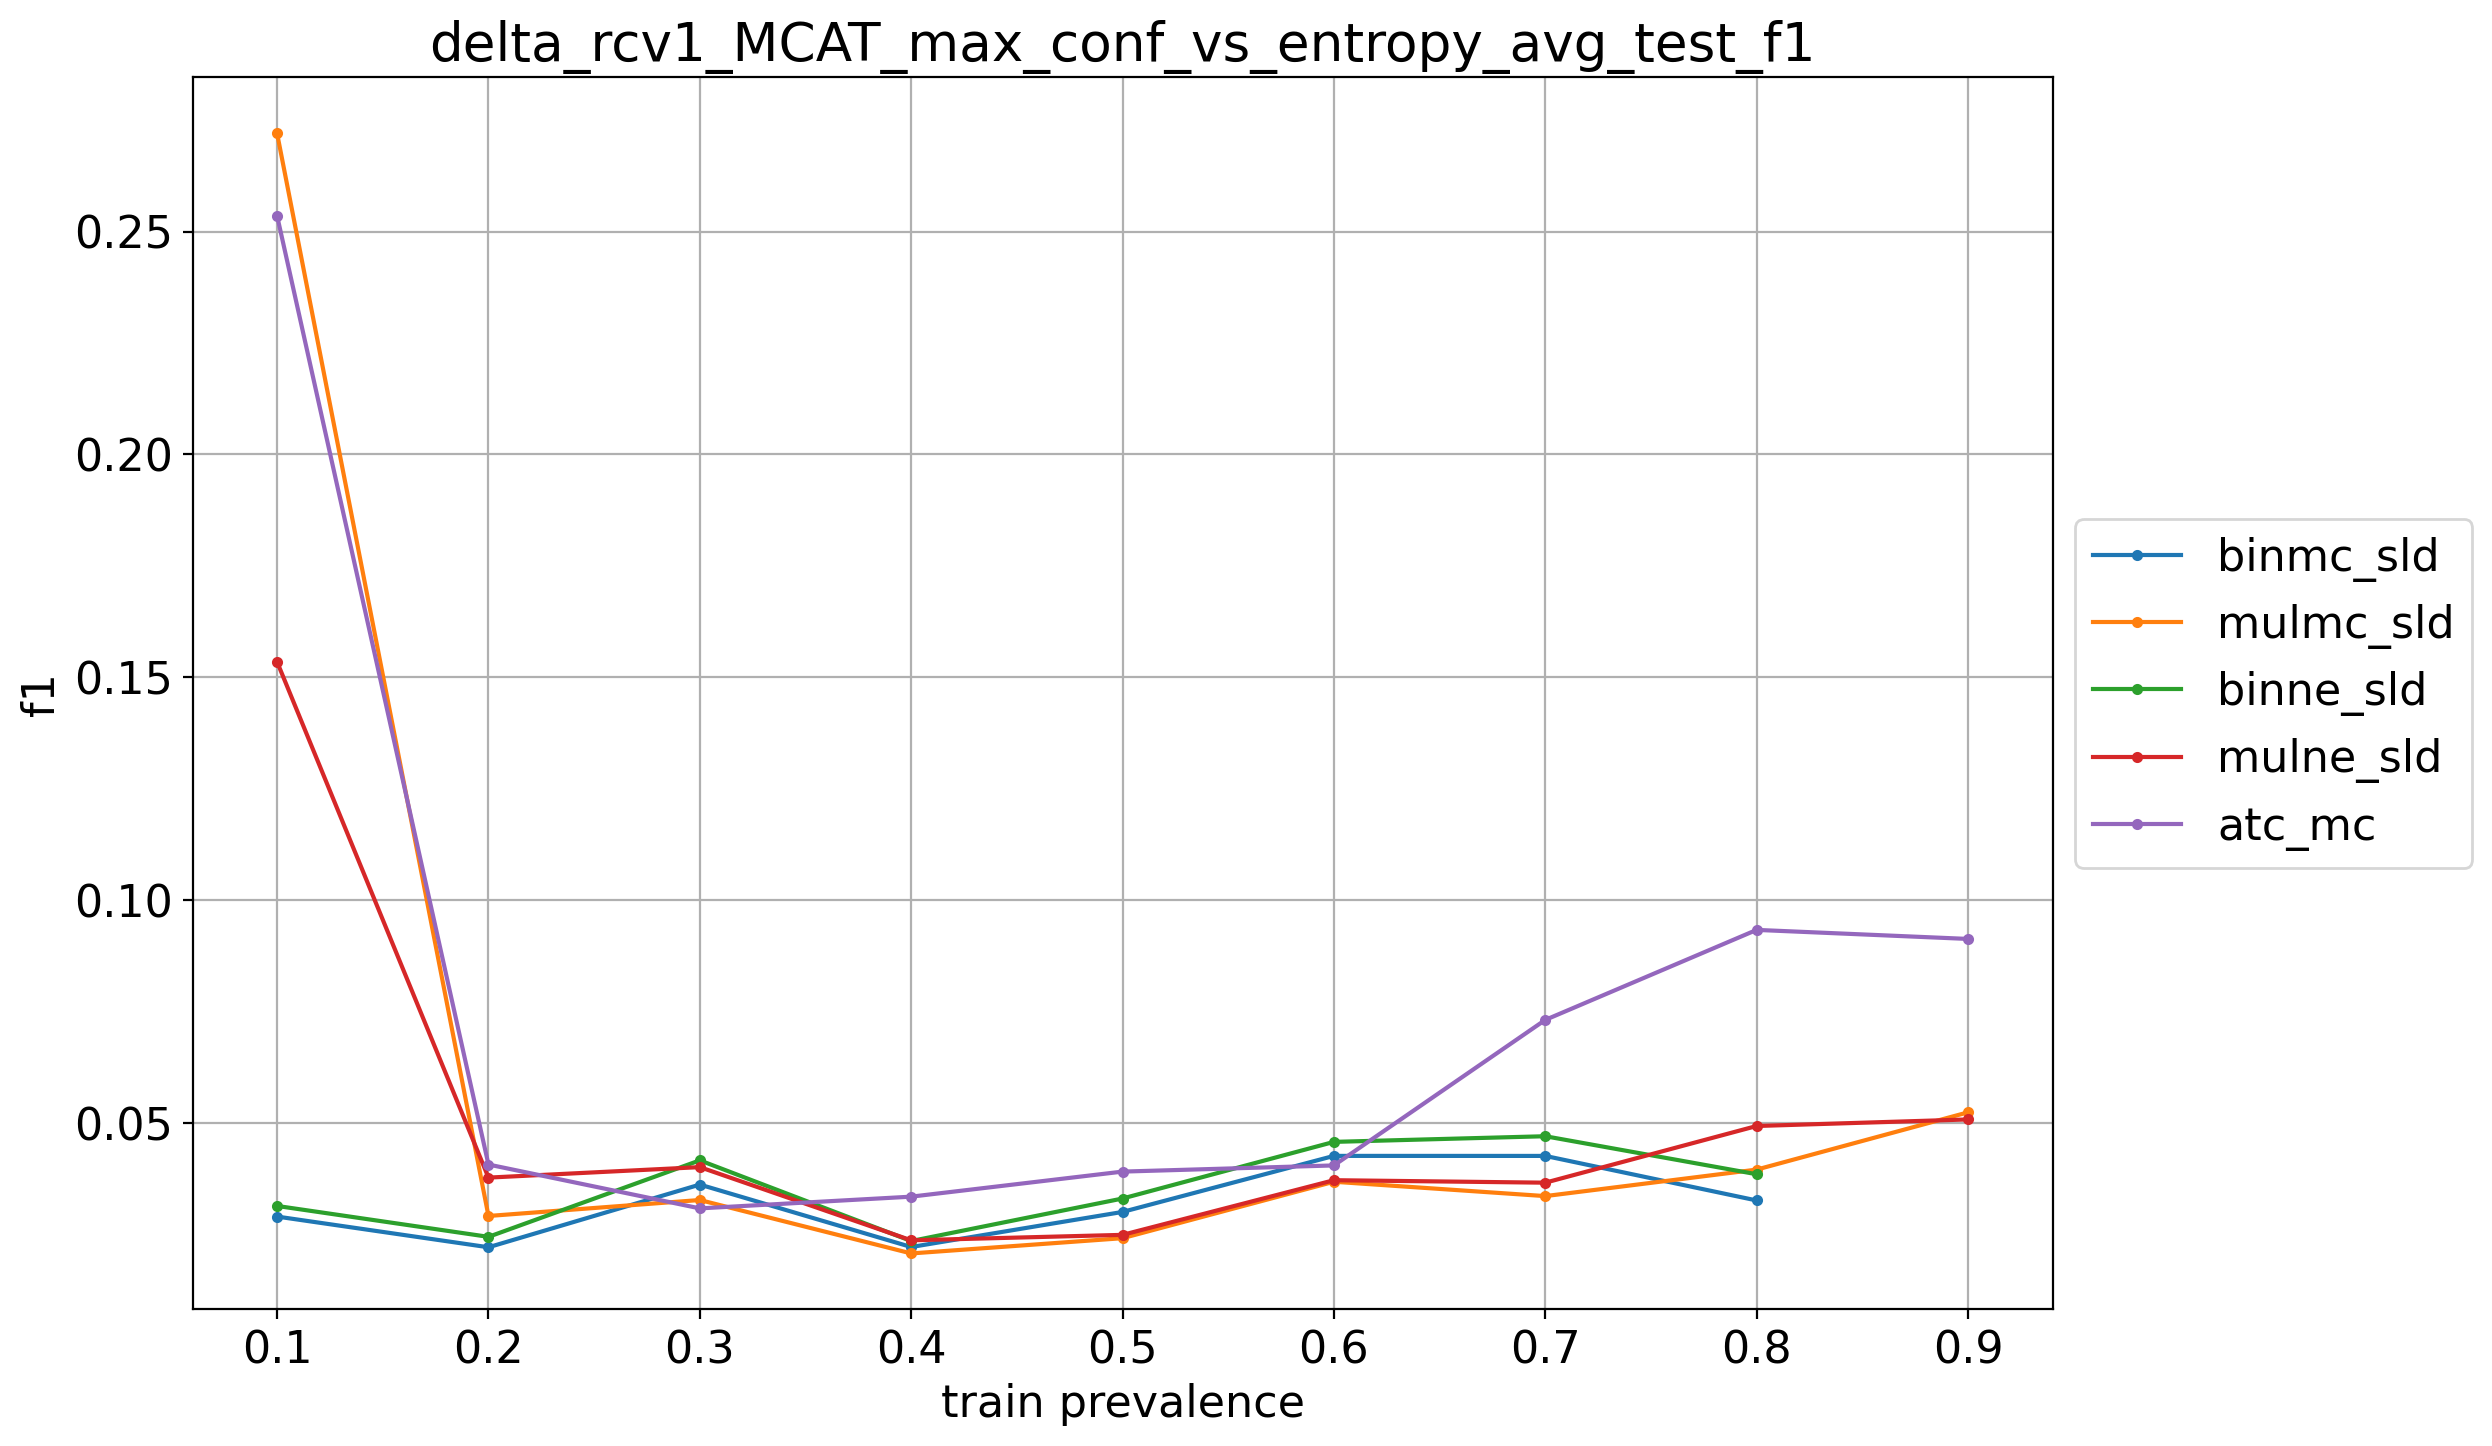 delta_rcv1_MCAT_max_conf_vs_entropy_avg_test_f1
0.25
0.20
0.15
0.10
0.05
f1
0.1 0.2 0.3 0.4 0.5 0.6 0.7 0.8 0.9
train prevalence
binmc_sld
mulmc_sld
binne_sld
mulne_sld
atc_mc